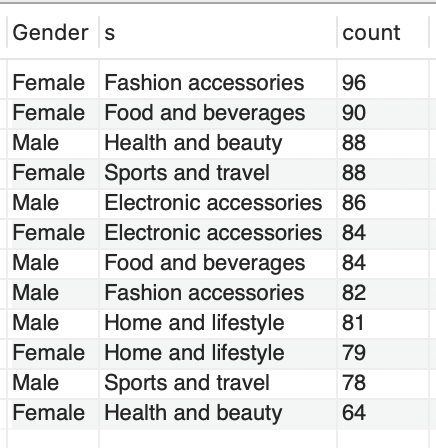 Gender s count
Female Fashion accessories 96
Female Food and beverages 90
Male Health and beauty 88
Female Sports and travel 88
Male Electronic accessories 86
Female Electronic accessories 84
Male Food and beverages 84
Male Fashion accessories 82
Male Home and lifestyle 81
Female Home and lifestyle 79
Male Sports and travel 78
Female Health and beauty 64